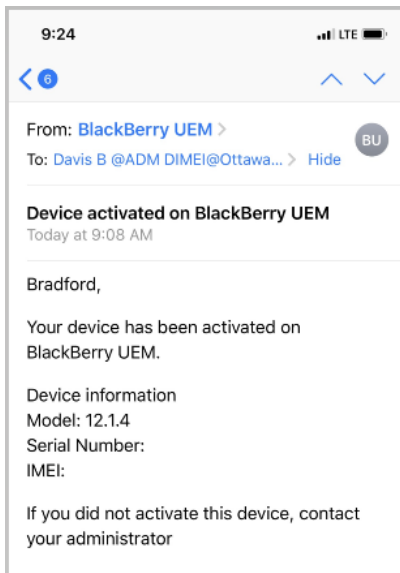 9:24
LTE
6
From: BlackBerry UEM
BU
To: Davis B @ADM DIMEI@Ottawa... Hide
Device activated on BlackBerry UEM
Today at 9:08 AM
Bradford,
Your device has been activated on
BlackBerry UEM.
Device information
Model: 12.1.4
Serial Number:
IMEI:
If you did not activate this device, contact
your administrator